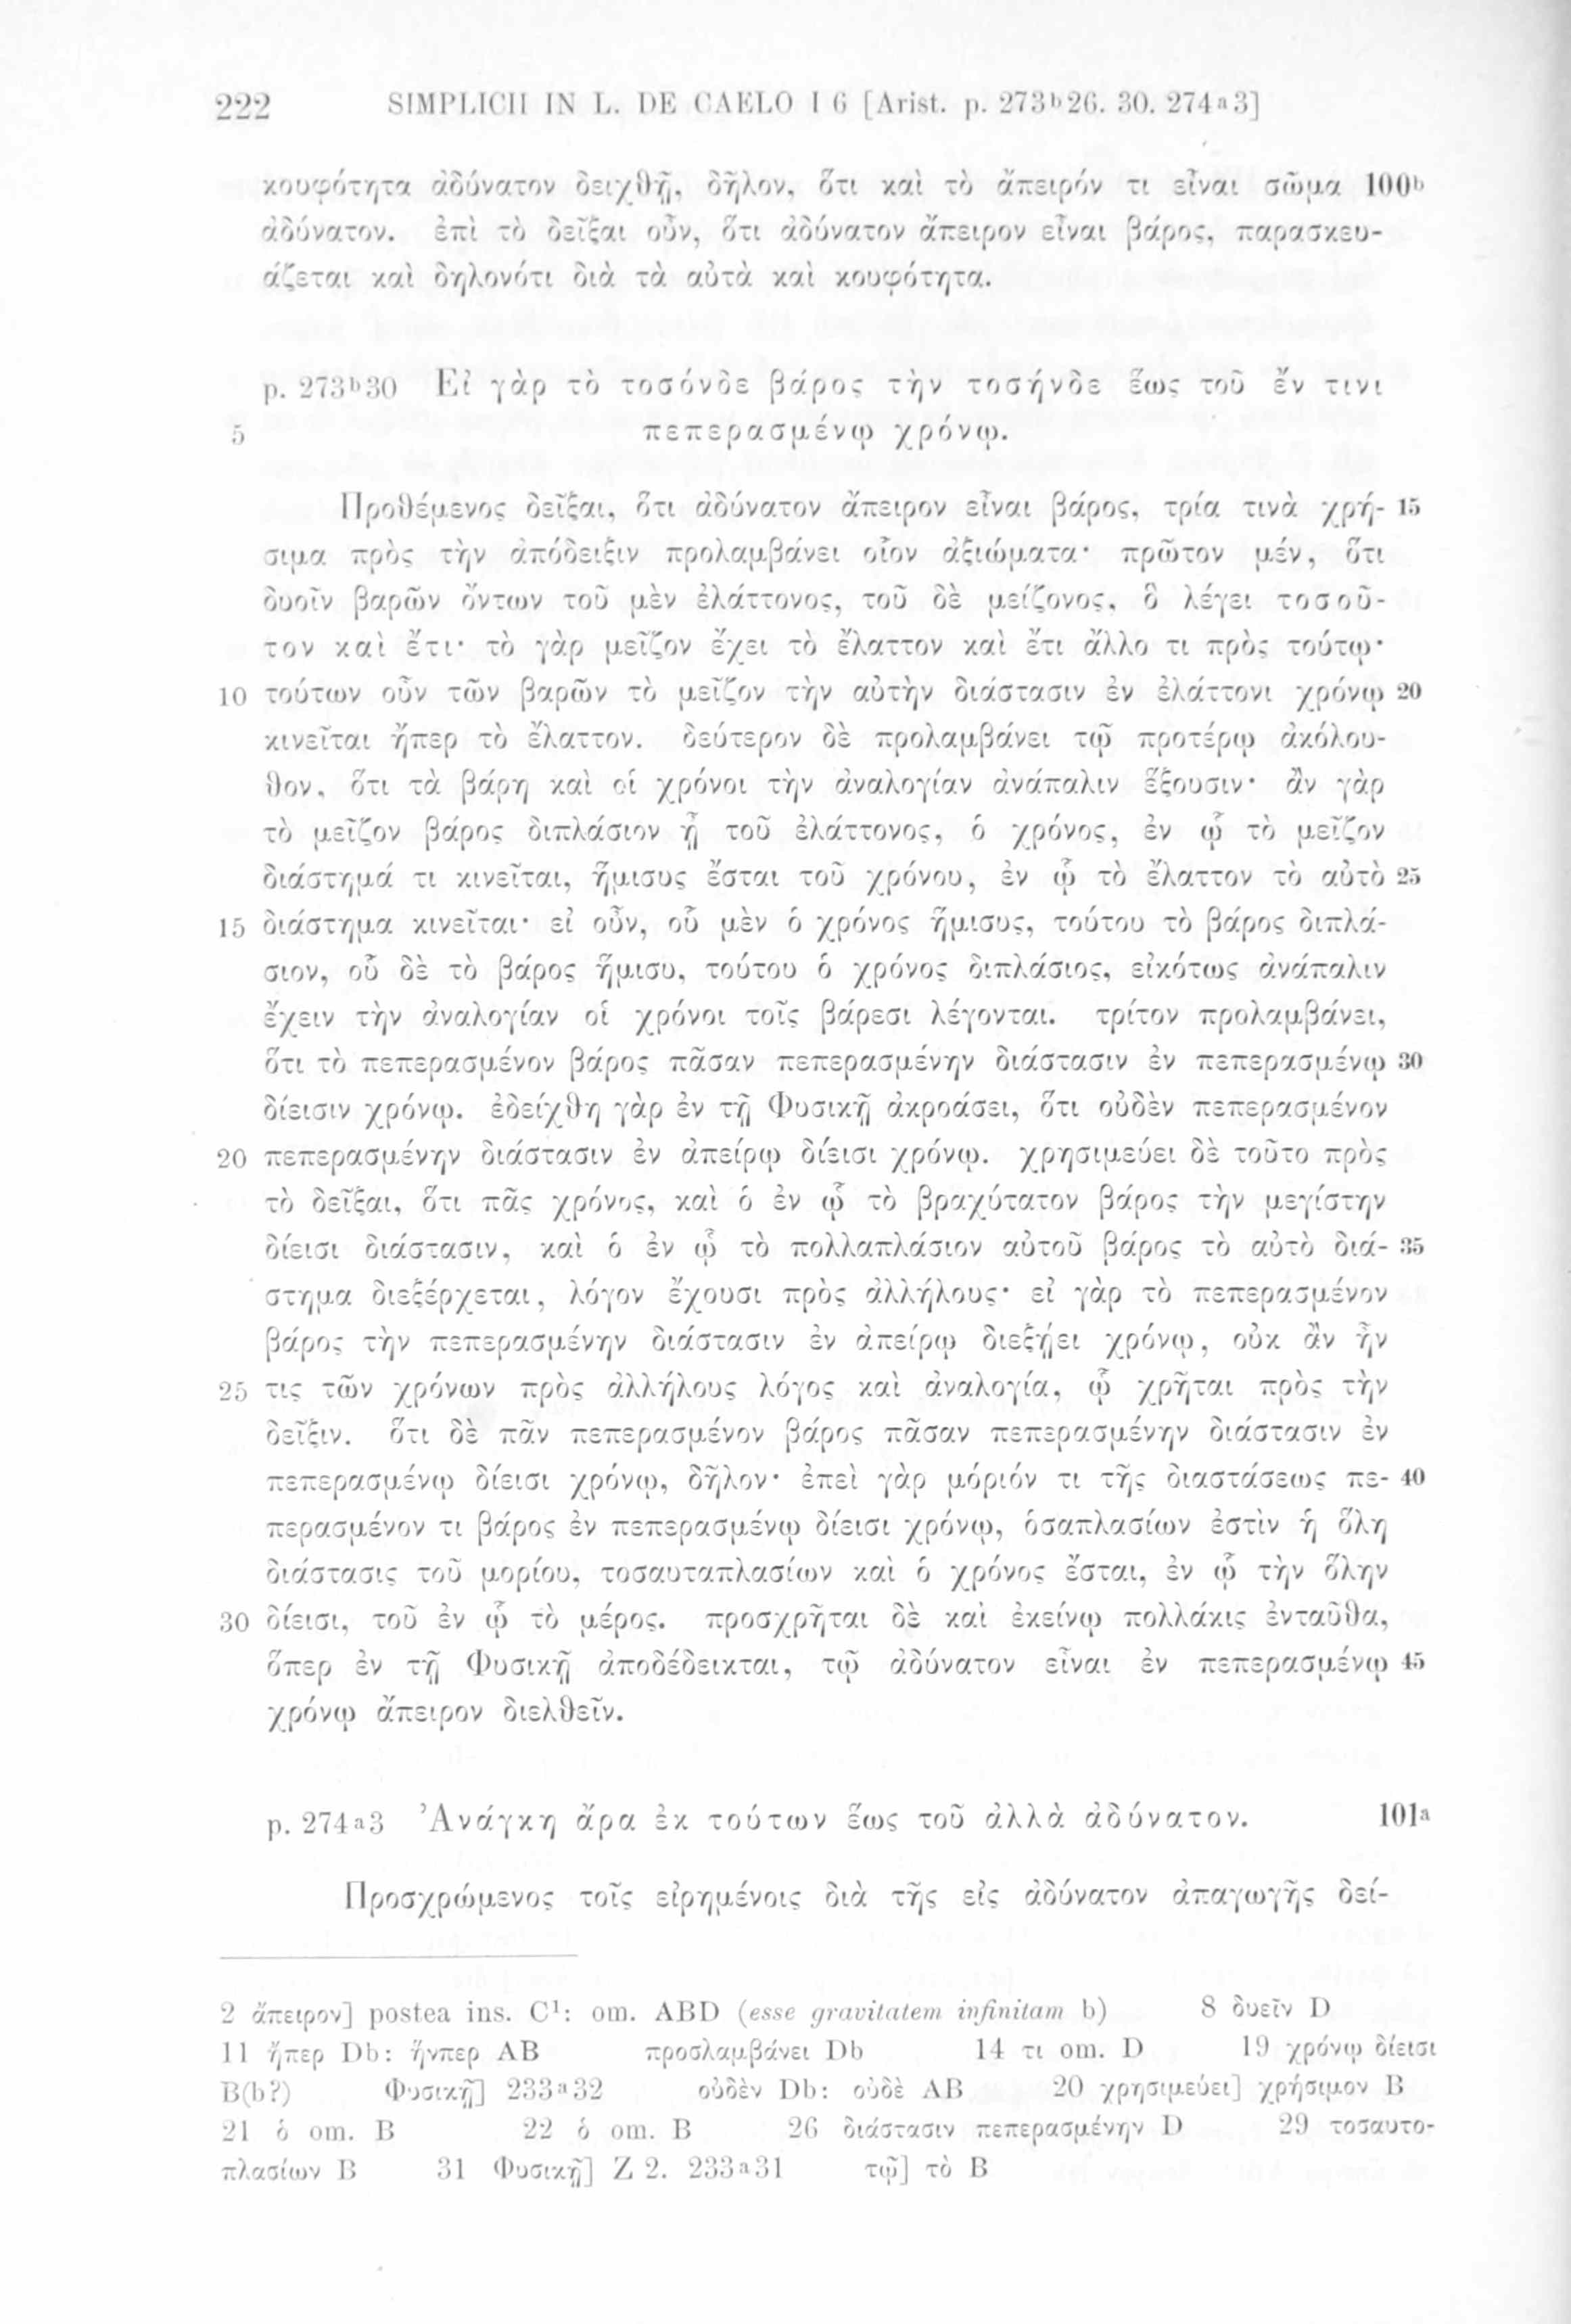 222 SIMPLICII IN L. DE CAELO I 6 [Arist. p. 273ᵇ26. 30. 274ᵃ3]
κουφότητα ἀδύνατον δειχθῇ, δῆλον, ὅτι καὶ τὸ ἄπειρόν τι εἶναι σῶμα 100ᵇ
ἀδύνατον. ἐπὶ τὸ δεῖξαι οὖν, ὅτι ἀδύνατον ἄπειρον εἶναι βάρος, παρασκευ-
άζεται καὶ δηλονότι διὰ τὰ αὐτὰ καὶ κουφότητα.
p. 273ᵇ30 Εἰ γὰρ τὸ τοσόνδε βάρος τὴν τοσήνδε ἕως τοῦ ἔν τινι
5 πεπερασμένῳ χρόνῳ.
Προθέμενος δεῖξαι, ὅτι ἀδύνατον ἄπειρον εἶναι βάρος, τρία τινὰ χρή- 15
σιμα πρὸς τὴν ἀπόδειξιν προλαμβάνει οἷον ἀξιώματα· πρῶτον μέν, ὅτι
δυοῖν βαρῶν ὄντων τοῦ μὲν ἐλάττονος, τοῦ δὲ μείζονος, ὃ λέγει τοσοῦ-
τον καὶ ἔτι· τὸ γὰρ μεῖζον ἔχει τὸ ἔλαττον καὶ ἔτι ἄλλο τι πρὸς τούτῳ·
10 τούτων οὖν τῶν βαρῶν τὸ μεῖζον τὴν αὐτὴν διάστασιν ἐν ἐλάττονι χρόνῳ 20
κινεῖται ἤπερ τὸ ἔλαττον. δεύτερον δὲ προλαμβάνει τῷ προτέρῳ ἀκόλου-
θον, ὅτι τὰ βάρη καὶ οἱ χρόνοι τὴν ἀναλογίαν ἀνάπαλιν ἕξουσιν· ἂν γὰρ
τὸ μεῖζον βάρος διπλάσιον ᾖ τοῦ ἐλάττονος, ὁ χρόνος, ἐν ᾧ τὸ μεῖζον
διάστημά τι κινεῖται, ἥμισυς ἔσται τοῦ χρόνου, ἐν ᾧ τὸ ἔλαττον τὸ αὐτὸ 25
15 διάστημα κινεῖται· εἰ οὖν, οὗ μὲν ὁ χρόνος ἥμισυς, τούτου τὸ βάρος διπλά-
σιον, οὗ δὲ τὸ βάρος ἥμισυ, τούτου ὁ χρόνος διπλάσιος, εἰκότως ἀνάπαλιν
ἔχειν τὴν ἀναλογίαν οἱ χρόνοι τοῖς βάρεσι λέγονται. τρίτον προλαμβάνει,
ὅτι τὸ πεπερασμένον βάρος πᾶσαν πεπερασμένην διάστασιν ἐν πεπερασμένῳ 30
δίεισιν χρόνῳ. ἐδείχθη γὰρ ἐν τῇ Φυσικῇ ἀκροάσει, ὅτι οὐδὲν πεπερασμένον
20 πεπερασμένην διάστασιν ἐν ἀπείρῳ δίεισι χρόνῳ. χρησιμεύει δὲ τοῦτο πρὸς
τὸ δεῖξαι, ὅτι πᾶς χρόνος, καὶ ὁ ἐν ᾧ τὸ βραχύτατον βάρος τὴν μεγίστην
δίεισι διάστασιν, καὶ ὁ ἐν ᾧ τὸ πολλαπλάσιον αὐτοῦ βάρος τὸ αὐτὸ διά- 35
στημα διεξέρχεται, λόγον ἔχουσι πρὸς ἀλλήλους· εἰ γὰρ τὸ πεπερασμένον
βάρος τὴν πεπερασμένην διάστασιν ἐν ἀπείρῳ διεξῄει χρόνῳ, οὐκ ἂν ἦν
25 τις τῶν χρόνων πρὸς ἀλλήλους λόγος καὶ ἀναλογία, ᾧ χρῆται πρὸς τὴν
δεῖξιν. ὅτι δὲ πᾶν πεπερασμένον βάρος πᾶσαν πεπερασμένην διάστασιν ἐν
πεπερασμένῳ δίεισι χρόνῳ, δῆλον· ἐπεὶ γὰρ μόριόν τι τῆς διαστάσεως πε- 40
περασμένον τι βάρος ἐν πεπερασμένῳ δίεισι χρόνῳ, ὁσαπλασίων ἐστὶν ἡ ὅλη
διάστασις τοῦ μορίου, τοσαυταπλασίων καὶ ὁ χρόνος ἔσται, ἐν ᾧ τὴν ὅλην
30 δίεισι, τοῦ ἐν ᾧ τὸ μέρος. προσχρῆται δὲ καὶ ἐκείνῳ πολλάκις ἐνταῦθα,
ὅπερ ἐν τῇ Φυσικῇ ἀποδέδεικται, τῷ ἀδύνατον εἶναι ἐν πεπερασμένῳ 45
χρόνῳ ἄπειρον διελθεῖν.
p. 274ᵃ3 Ἀνάγκη ἄρα ἐκ τούτων ἕως τοῦ ἀλλὰ ἀδύνατον. 101ᵃ
Προσχρώμενος τοῖς εἰρημένοις διὰ τῆς εἰς ἀδύνατον ἀπαγωγῆς δεί-
2 ἄπειρον] postea ins. C¹: om. ABD (esse gravitatem infinitam b) 8 δυεῖν D
11 ἤπερ Db: ἤνπερ AB προσλαμβάνει Db 14 τι om. D 19 χρόνῳ δίεισι
B(b?) Φυσικῇ] 233ᵃ32 οὐδὲν Db: οὐδὲ AB 20 χρησιμεύει] χρήσιμον B
21 ὁ om. B 22 ὁ om. B 26 διάστασιν πεπερασμένην D 29 τοσαυτο-
πλασίων B 31 Φυσικῇ] Z 2. 233ᵃ31 τῷ] τὸ B